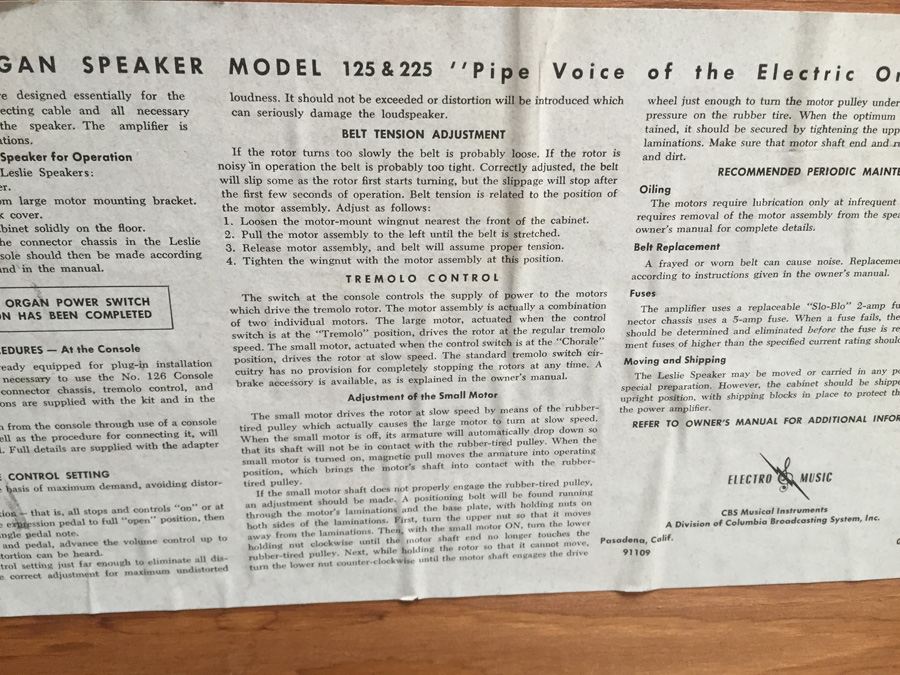 GAN SPEAKER MODEL 125 & 225 ''Pipe Voice of the Electric Or
re designed essentially for the
ecting cable and all necessary
the speaker. The amplifier is
ations.
Speaker for Operation
Leslie Speakers:
er.
om large motor mounting bracket.
k cover.
binet solidly on the floor.
he connector chassis in the Leslie
sole should then be made according
nd in the manual.
ORGAN POWER SWITCH
ON HAS BEEN COMPLETED
EDURES — At the Console
ready equipped for plug-in installation
necessary to use the No. 126 Console
connector chassis, tremolo control, and
ons are supplied with the kit and in the
n from the console through use of a console
ell as the procedure for connecting it, will
l. Full details are supplied with the adapter
E CONTROL SETTING
e basis of maximum demand, avoiding distor-
tion — that is, all stops and controls "on" or at
e expression pedal to full "open" position, then
ingle pedal note.
and pedal, advance the volume control up to
tortion can be heard.
trol setting just far enough to eliminate all dis-
e correct adjustment for maximum undistorted
loudness. It should not be exceeded or distortion will be introduced which
can seriously damage the loudspeaker.
BELT TENSION ADJUSTMENT
If the rotor turns too slowly the belt is probably loose. If the rotor is
noisy in operation the belt is probably too tight. Correctly adjusted, the belt
will slip some as the rotor first starts turning, but the slippage will stop after
the first few seconds of operation. Belt tension is related to the position of
the motor assembly. Adjust as follows:
1. Loosen the motor-mount wingnut nearest the front of the cabinet.
2. Pull the motor assembly to the left until the belt is stretched.
3. Release motor assembly, and belt will assume proper tension.
4. Tighten the wingnut with the motor assembly at this position.
TREMOLO CONTROL
The switch at the console controls the supply of power to the motors
which drive the tremolo rotor. The motor assembly is actually a combination
of two individual motors. The large motor, actuated when the control
switch is at the "Tremolo" position, drives the rotor at the regular tremolo
speed. The small motor, actuated when the control switch is at the "Chorale"
position, drives the rotor at slow speed. The standard tremolo switch cir-
cuitry has no provision for completely stopping the rotors at any time. A
brake accessory is available, as is explained in the owner's manual.
Adjustment of the Small Motor
The small motor drives the rotor at slow speed by means of the rubber-
tired pulley which actually causes the large motor to turn at slow speed.
When the small motor is off, its armature will automatically drop down so
that its shaft will not be in contact with the rubber-tired pulley. When the
small motor is turned on, magnetic pull moves the armature into operating
position, which brings the motor's shaft into contact with the rubber-
tired pulley.
If the small motor shaft does not properly engage the rubber-tired pulley,
an adjustment should be made. A positioning bolt will be found running
through the motor's laminations and the base plate, with holding nuts on
both sides of the laminations. First, turn the upper nut so that it moves
away from the laminations. Then, with the small motor ON, turn the lower
holding nut clockwise until the motor shaft end no longer touches the
rubber-tired pulley. Next, while holding the rotor so that it cannot move,
turn the lower nut counter-clockwise until the motor shaft engages the drive
wheel just enough to turn the motor pulley under
pressure on the rubber tire. When the optimum
tained, it should be secured by tightening the upp
laminations. Make sure that motor shaft end and r
and dirt.
RECOMMENDED PERIODIC MAINTE
Oiling
The motors require lubrication only at infrequent
requires removal of the motor assembly from the spea
owner's manual for complete details.
Belt Replacement
A frayed or worn belt can cause noise. Replacemen
according to instructions given in the owner's manual.
Fuses
The amplifier uses a replaceable "Slo-Blo" 2-amp fu
nector chassis uses a 5-amp fuse. When a fuse fails, the
should be determined and eliminated before the fuse is re
ment fuses of higher than the specified current rating shoul
Moving and Shipping
The Leslie Speaker may be moved or carried in any po
special preparation. However, the cabinet should be shippe
upright position, with shipping blocks in place to protect th
the power amplifier.
REFER TO OWNER'S MANUAL FOR ADDITIONAL INFOR
ELECTRO MUSIC
CBS Musical Instruments
A Division of Columbia Broadcasting System, Inc.
Pasadena, Calif.
91109